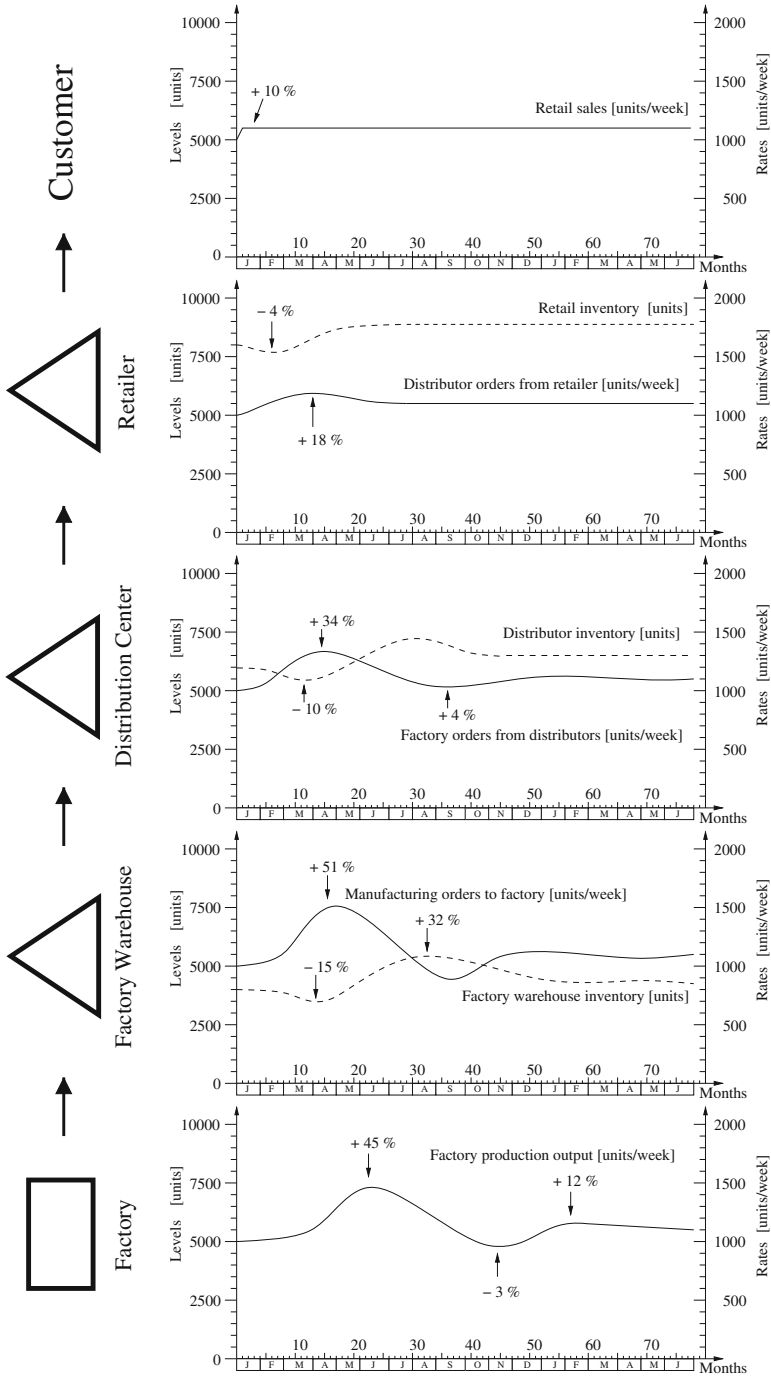 Customer
Levels [units]
10000
7500
5000
2500
0
+ 10 %
Retail sales [units/week]
2000
1500
1000
500
Rates [units/week]
10 20 30 40 50 60 70
J F M A M J J A S O N D J F M A M J Months
Retailer
Levels [units]
10000
7500
5000
2500
0
– 4 %
Retail inventory [units]
Distributor orders from retailer [units/week]
+ 18 %
2000
1500
1000
500
Rates [units/week]
10 20 30 40 50 60 70
J F M A M J J A S O N D J F M A M J Months
Distribution Center
Levels [units]
10000
7500
5000
2500
0
+ 34 %
Distributor inventory [units]
– 10 %
+ 4 %
Factory orders from distributors [units/week]
2000
1500
1000
500
Rates [units/week]
10 20 30 40 50 60 70
J F M A M J J A S O N D J F M A M J Months
Factory Warehouse
Levels [units]
10000
7500
5000
2500
0
+ 51 %
Manufacturing orders to factory [units/week]
+ 32 %
– 15 %
Factory warehouse inventory [units]
2000
1500
1000
500
Rates [units/week]
10 20 30 40 50 60 70
J F M A M J J A S O N D J F M A M J Months
Factory
Levels [units]
10000
7500
5000
2500
0
+ 45 %
Factory production output [units/week]
+ 12 %
– 3 %
2000
1500
1000
500
Rates [units/week]
10 20 30 40 50 60 70
J F M A M J J A S O N D J F M A M J Months